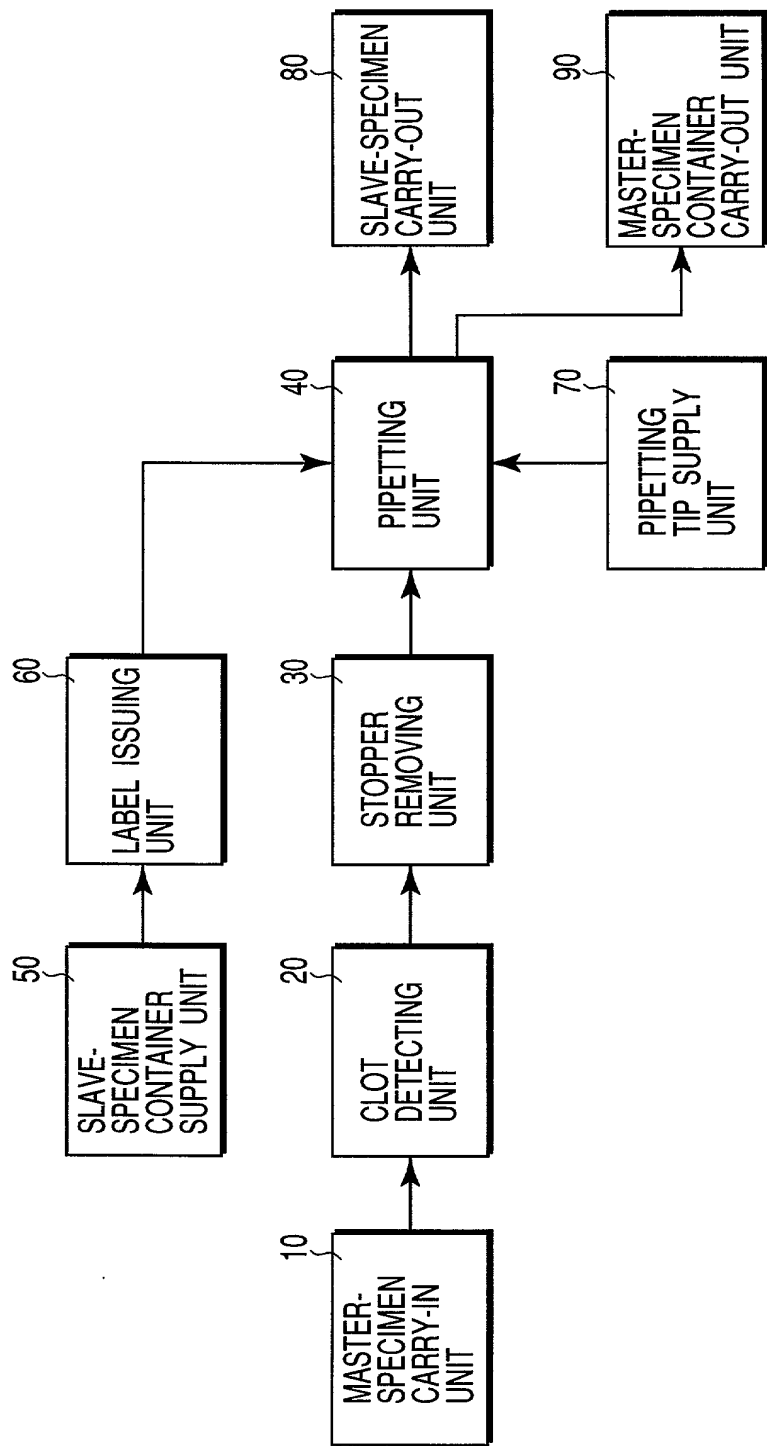 50
SLAVE-
SPECIMEN
CONTAINER
SUPPLY UNIT
60
LABEL ISSUING
UNIT
10
MASTER-
SPECIMEN
CARRY-IN
UNIT
20
CLOT
DETECTING
UNIT
30
STOPPER
REMOVING
UNIT
40
PIPETTING
UNIT
80
SLAVE-SPECIMEN
CARRY-OUT
UNIT
70
PIPETTING
TIP SUPPLY
UNIT
90
MASTER-
SPECIMEN
CONTAINER
CARRY-OUT UNIT